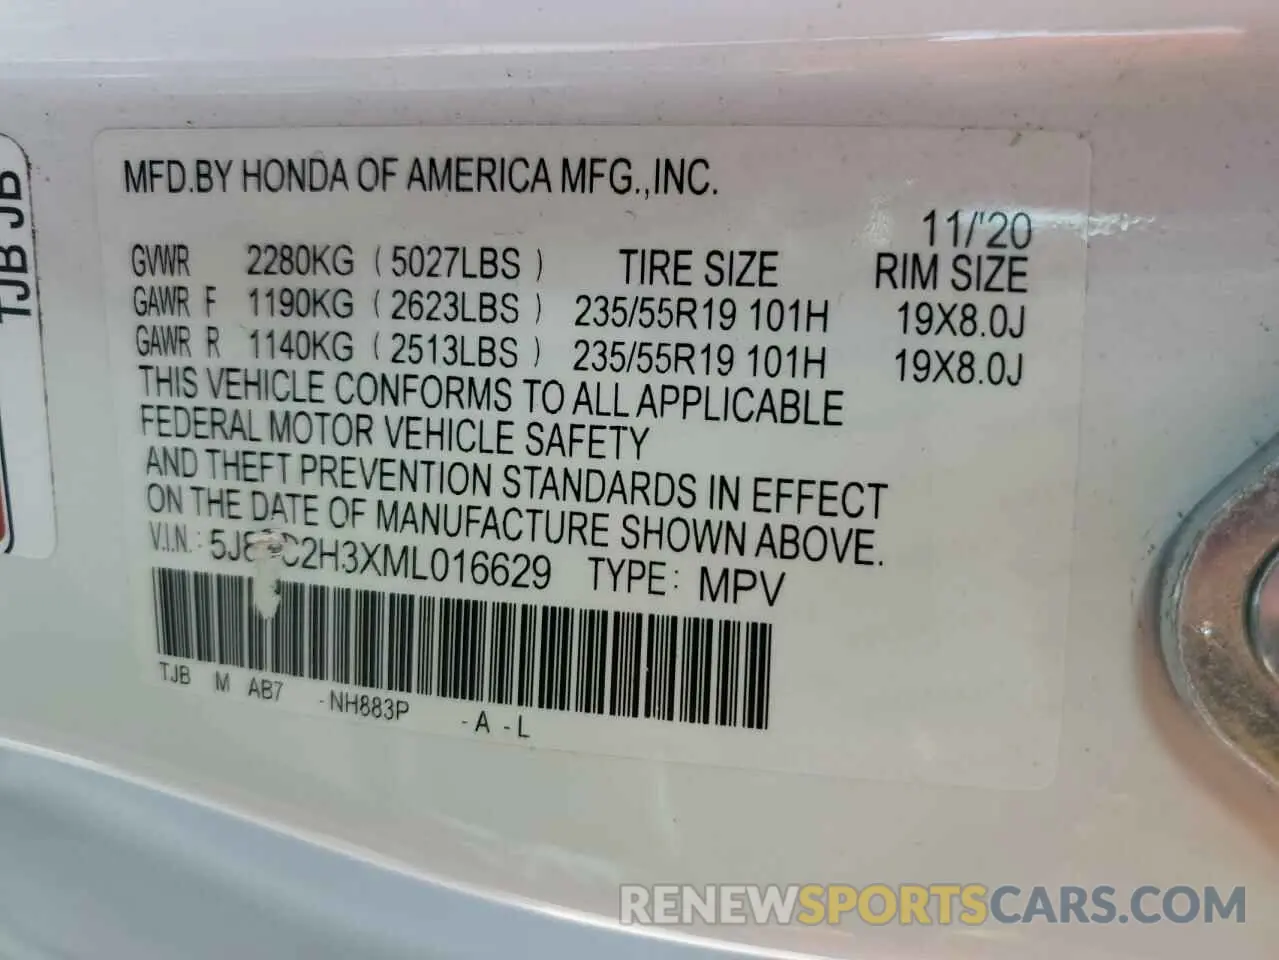 TJB JB
MFD.BY HONDA OF AMERICA MFG.,INC.
11/'20
GVWR 2280KG (5027LBS) TIRE SIZE RIM SIZE
GAWR F 1190KG (2623LBS) 235/55R19 101H 19X8.0J
GAWR R 1140KG (2513LBS) 235/55R19 101H 19X8.0J
THIS VEHICLE CONFORMS TO ALL APPLICABLE
FEDERAL MOTOR VEHICLE SAFETY
AND THEFT PREVENTION STANDARDS IN EFFECT
ON THE DATE OF MANUFACTURE SHOWN ABOVE.
V.I.N.: TYPE: MPV
TJB M AB7 -NH883P -A -L
RENEWSPORTSCARS.COM